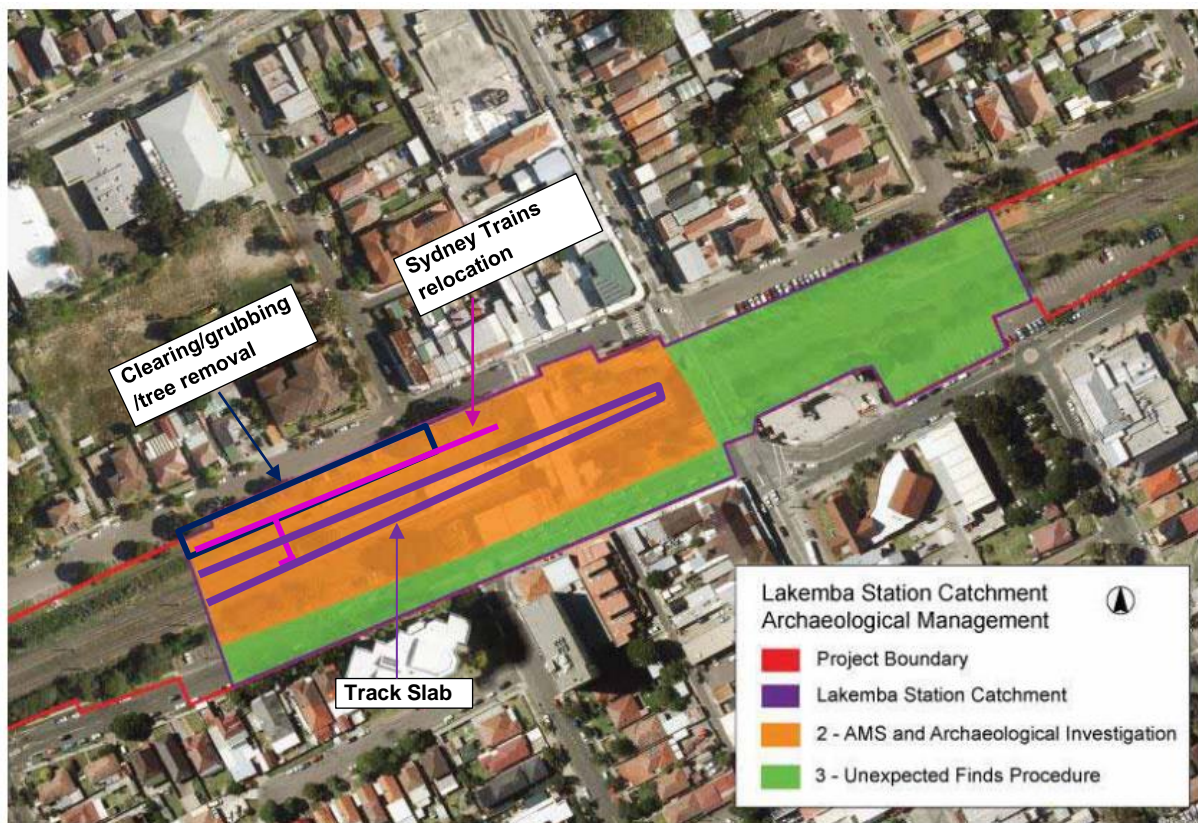 Sydney Trains
relocation
Clearing/grubbing
/tree removal
Track Slab
Lakemba Station Catchment
Archaeological Management
Project Boundary
Lakemba Station Catchment
2 - AMS and Archaeological Investigation
3 - Unexpected Finds Procedure